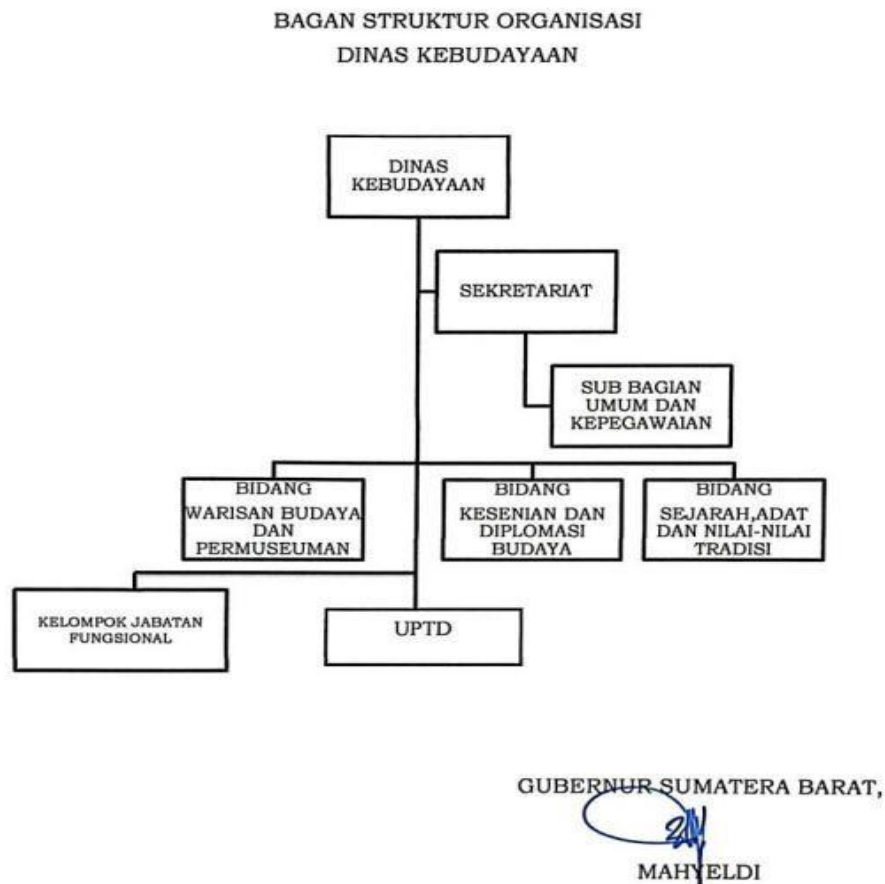 BAGAN STRUKTUR ORGANISASI
DINAS KEBUDAYAAN
DINAS
KEBUDAYAAN
SEKRETARIAT
SUB BAGIAN
UMUM DAN
KEPEGAWAIAN
BIDANG
WARISAN BUDAYA
DAN
PERMUSEUMAN
BIDANG
KESENIAN DAN
DIPLOMASI
BUDAYA
BIDANG
SEJARAH,ADAT
DAN NILAI-NILAI
TRADISI
KELOMPOK JABATAN
FUNGSIONAL
UPTD
GUBERNUR SUMATERA BARAT,
MAHYELDI